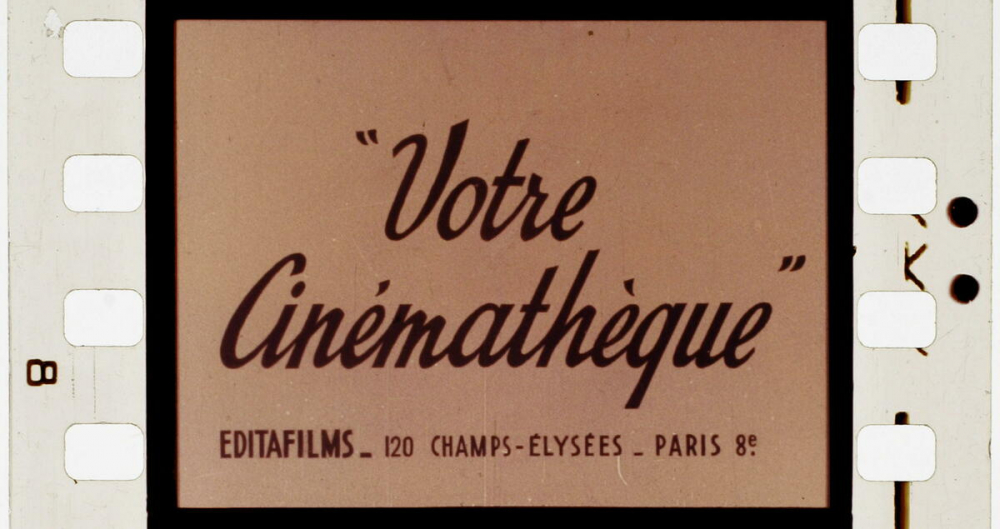 "Votre
Cinémathèque"
EDITAFILMS _ 120 CHAMPS-ÉLYSÉES _ PARIS 8e
8
K